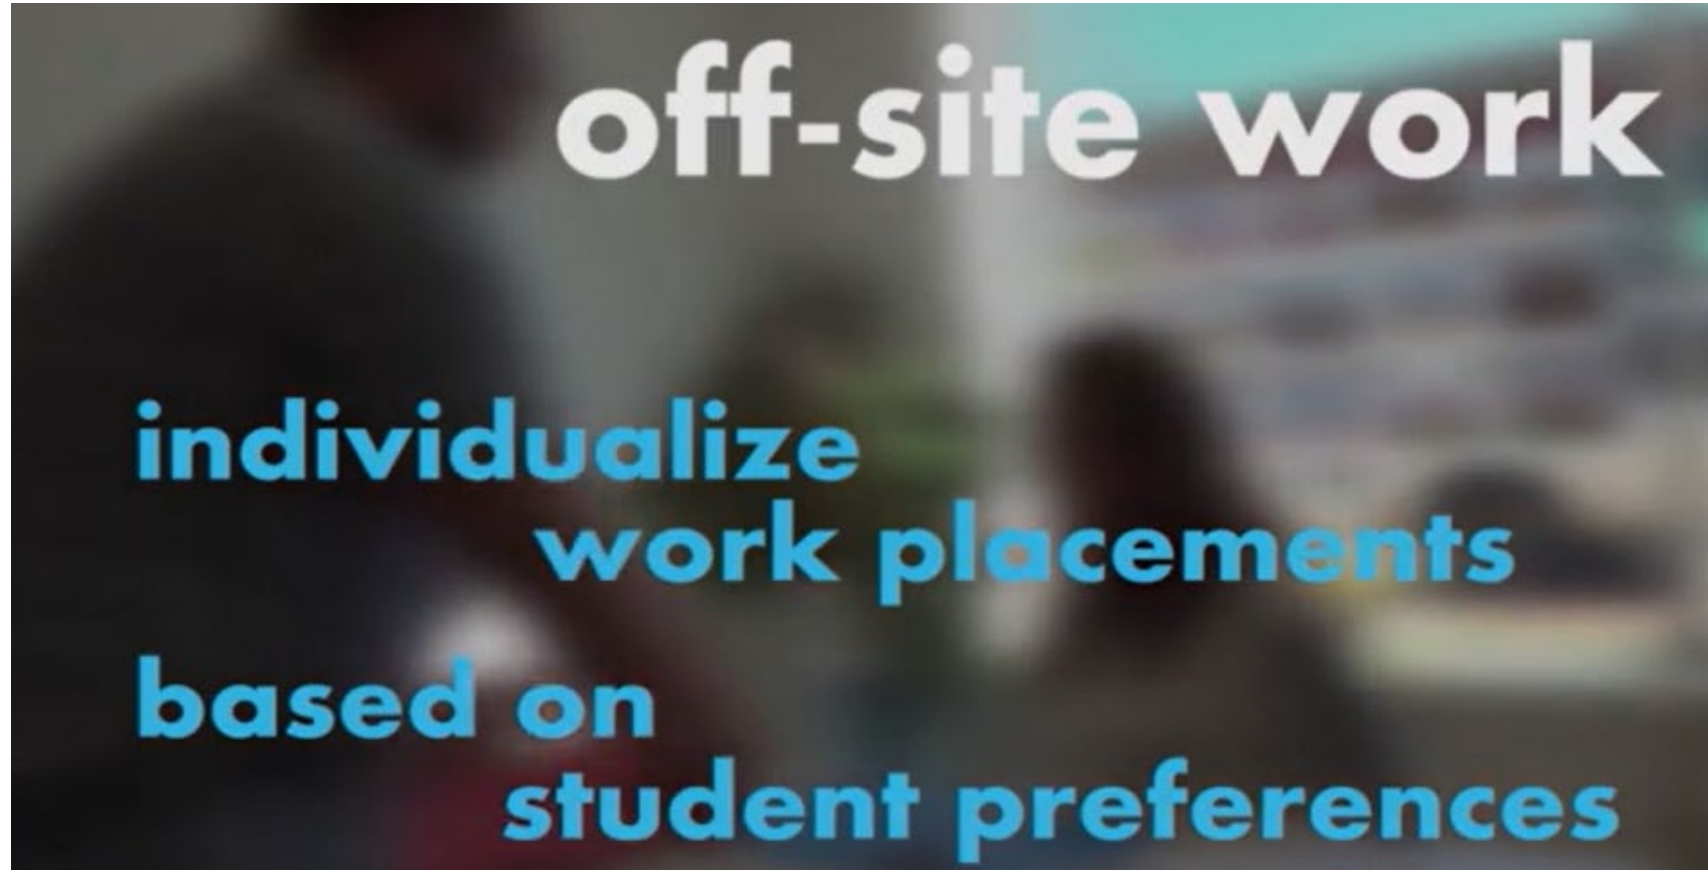 off-site work
individualize
work placements
based on
student preferences